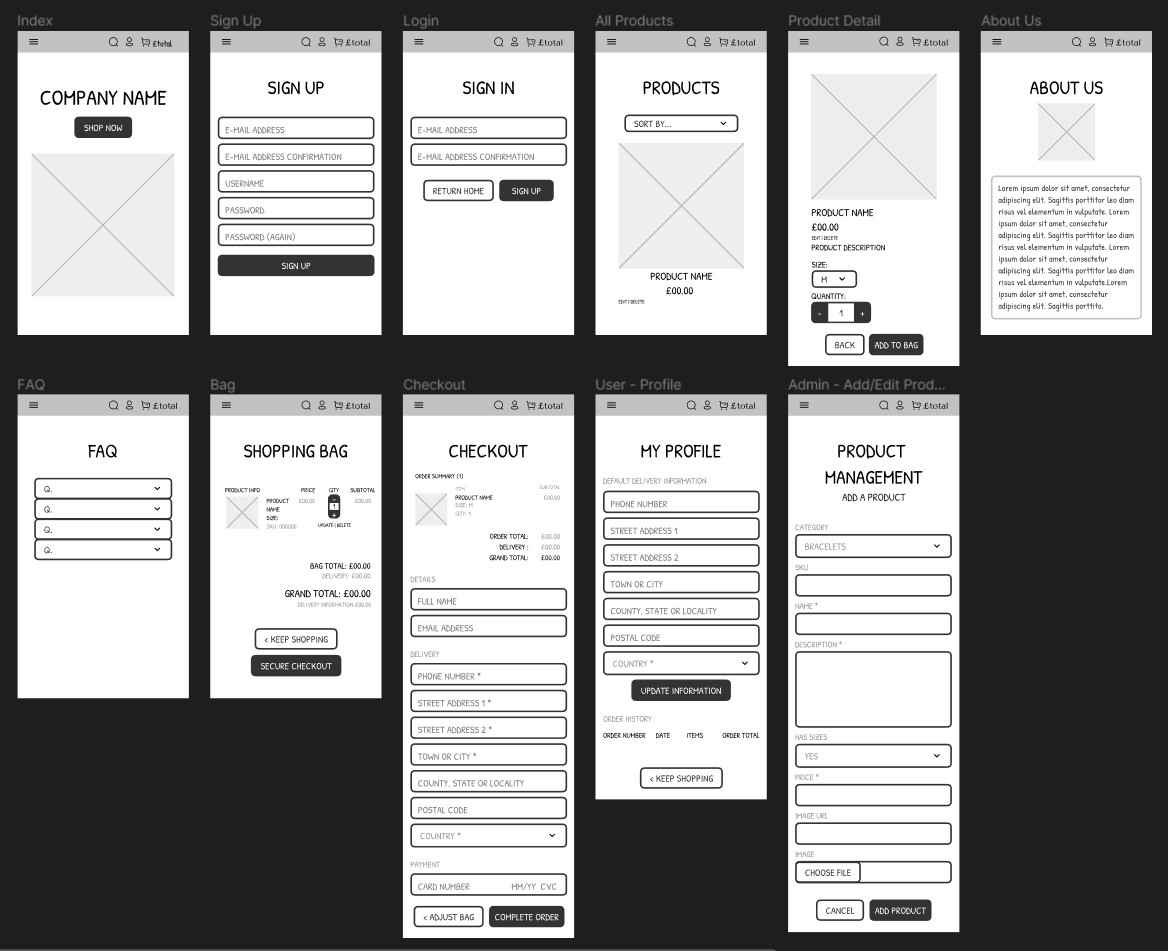 Index
£total
COMPANY NAME
SHOP NOW
Sign Up
£total
SIGN UP
E-MAIL ADDRESS
E-MAIL ADDRESS CONFIRMATION
USERNAME
PASSWORD
PASSWORD (AGAIN)
SIGN UP
Login
£total
SIGN IN
E-MAIL ADDRESS
E-MAIL ADDRESS CONFIRMATION
RETURN HOME
SIGN UP
All Products
£total
PRODUCTS
SORT BY...
PRODUCT NAME
£00.00
EDIT | DELETE
Product Detail
£total
PRODUCT NAME
£00.00
EDIT | DELETE
PRODUCT DESCRIPTION
SIZE:
M
QUANTITY:
- 1 +
BACK
ADD TO BAG
About Us
£total
ABOUT US
Lorem ipsum dolor sit amet, consectetur
adipiscing elit. Sagittis porttitor leo diam
risus vel elementum in vulputate. Lorem
ipsum dolor sit amet, consectetur
adipiscing elit. Sagittis porttitor leo diam
risus vel elementum in vulputate. Lorem
ipsum dolor sit amet, consectetur
adipiscing elit. Sagittis porttitor leo diam
risus vel elementum in vulputate.Lorem
ipsum dolor sit amet, consectetur
adipiscing elit. Sagittis porttito.
FAQ
£total
FAQ
Q.
Q.
Q.
Q.
Bag
£total
SHOPPING BAG
PRODUCT INFO PRICE QTY SUBTOTAL
PRODUCT
NAME
SIZE:
SKU: 000000
£00.00
-
1
+
£00.00
UPDATE | DELETE
BAG TOTAL: £00.00
DELIVERY: £00.00
GRAND TOTAL: £00.00
DELIVERY INFORMATION £00.00
< KEEP SHOPPING
SECURE CHECKOUT
Checkout
£total
CHECKOUT
ORDER SUMMARY (1)
ITEM SUBTOTAL
PRODUCT NAME £00.00
SIZE: M
QTY: 1
ORDER TOTAL: £00.00
DELIVERY : £00.00
GRAND TOTAL: £00.00
DETAILS
FULL NAME
EMAIL ADDRESS
DELIVERY
PHONE NUMBER *
STREET ADDRESS 1 *
STREET ADDRESS 2 *
TOWN OR CITY *
COUNTY, STATE OR LOCALITY
POSTAL CODE
COUNTRY *
PAYMENT
CARD NUMBER MM/YY CVC
< ADJUST BAG
COMPLETE ORDER
User - Profile
£total
MY PROFILE
DEFAULT DELIVERY INFORMATION
PHONE NUMBER
STREET ADDRESS 1
STREET ADDRESS 2
TOWN OR CITY
COUNTY, STATE OR LOCALITY
POSTAL CODE
COUNTRY *
UPDATE INFORMATION
ORDER HISTORY
ORDER NUMBER DATE ITEMS ORDER TOTAL
< KEEP SHOPPING
Admin - Add/Edit Prod...
£total
PRODUCT
MANAGEMENT
ADD A PRODUCT
CATEGORY
BRACELETS
SKU
NAME *
DESCRIPTION *
HAS SIZES
YES
PRICE *
IMAGE URL
IMAGE
CHOOSE FILE
CANCEL
ADD PRODUCT